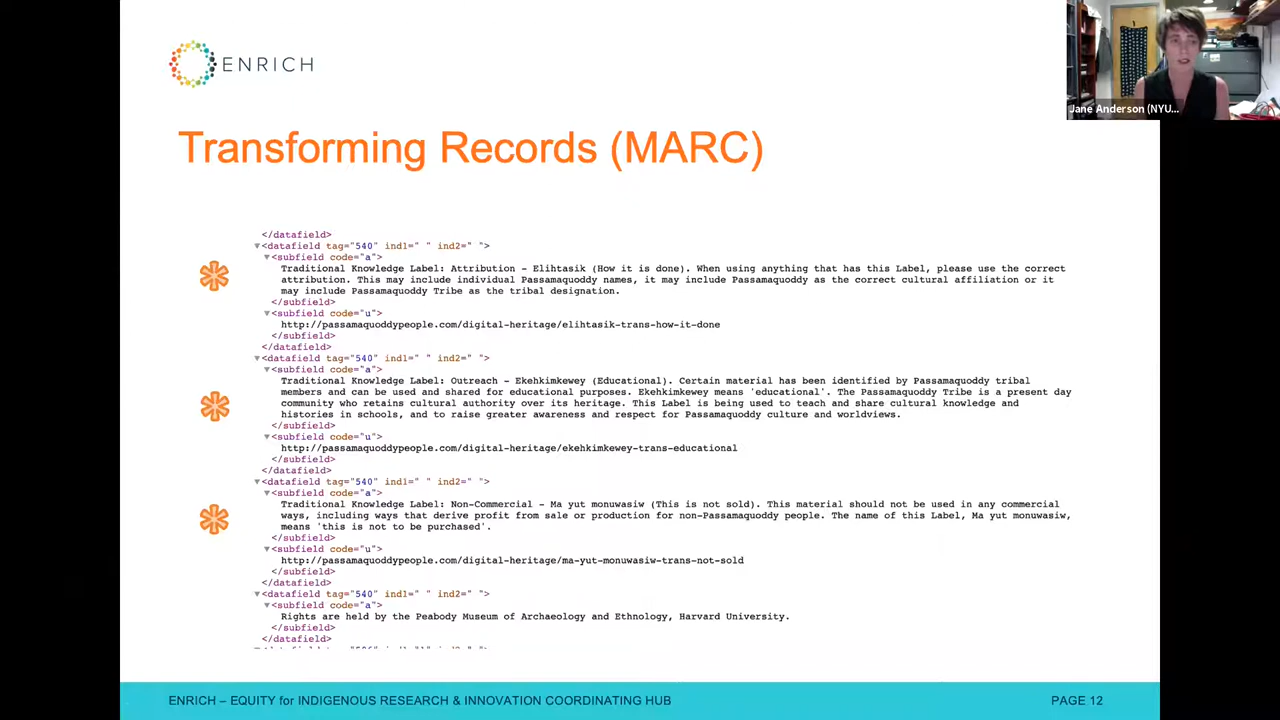 ENRICH
Jane Anderson (NYU...
Transforming Records (MARC)
</datafield>
▼<datafield tag="540" ind1=" " ind2=" ">
▼<subfield code="a">
Traditional Knowledge Label: Attribution - Elihtasik (How it is done). When using anything that has this Label, please use the correct
attribution. This may include individual Passamaquoddy names, it may include Passamaquoddy as the correct cultural affiliation or it
may include Passamaquoddy Tribe as the tribal designation.
</subfield>
▼<subfield code="u">
http://passamaquoddypeople.com/digital-heritage/elihtasik-trans-how-it-done
</subfield>
</datafield>
▼<datafield tag="540" ind1=" " ind2=" ">
▼<subfield code="a">
Traditional Knowledge Label: Outreach - Ekehkimkewey (Educational). Certain material has been identified by Passamaquoddy tribal
members and can be used and shared for educational purposes. Ekehkimkewey means 'educational'. The Passamaquoddy Tribe is a present day
community who retains cultural authority over its heritage. This Label is being used to teach and share cultural knowledge and
histories in schools, and to raise greater awareness and respect for Passamaquoddy culture and worldviews.
</subfield>
▼<subfield code="u">
http://passamaquoddypeople.com/digital-heritage/ekehkimkewey-trans-educational
</subfield>
</datafield>
▼<datafield tag="540" ind1=" " ind2=" ">
▼<subfield code="a">
Traditional Knowledge Label: Non-Commercial - Ma yut monuwasiw (This is not sold). This material should not be used in any commercial
ways, including ways that derive profit from sale or production for non-Passamaquoddy people. The name of this Label, Ma yut monuwasiw,
means 'this is not to be purchased'.
</subfield>
▼<subfield code="u">
http://passamaquoddypeople.com/digital-heritage/ma-yut-monuwasiw-trans-not-sold
</subfield>
</datafield>
▼<datafield tag="540" ind1=" " ind2=" ">
▼<subfield code="a">
Rights are held by the Peabody Museum of Archaeology and Ethnology, Harvard University.
</subfield>
</datafield>
ENRICH – EQUITY for INDIGENOUS RESEARCH & INNOVATION COORDINATING HUB
PAGE 12